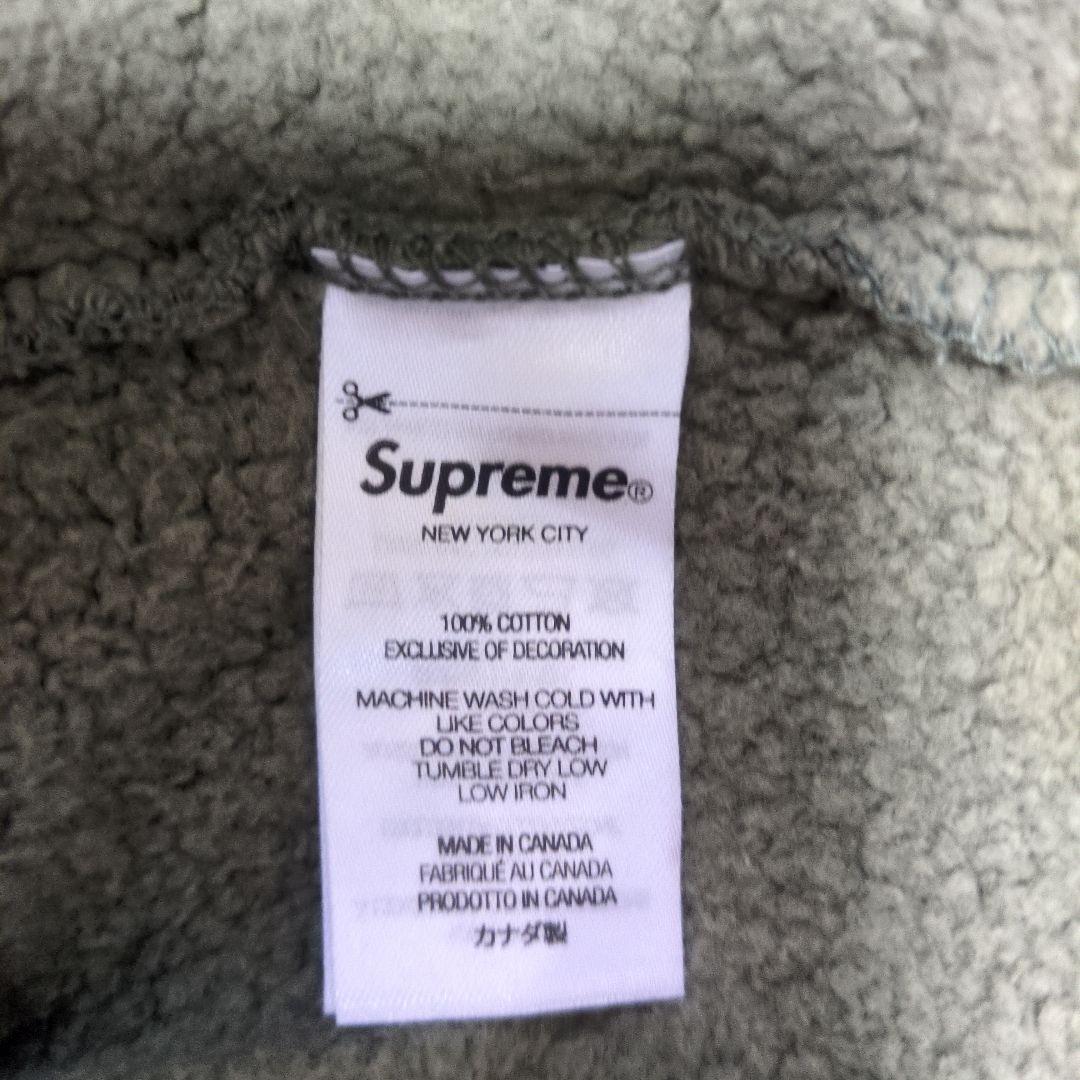 Supreme®
NEW YORK CITY
100% COTTON
EXCLUSIVE OF DECORATION
MACHINE WASH COLD WITH
LIKE COLORS
DO NOT BLEACH
TUMBLE DRY LOW
LOW IRON
MADE IN CANADA
FABRIQUÉ AU CANADA
PRODOTTO IN CANADA
カナダ製